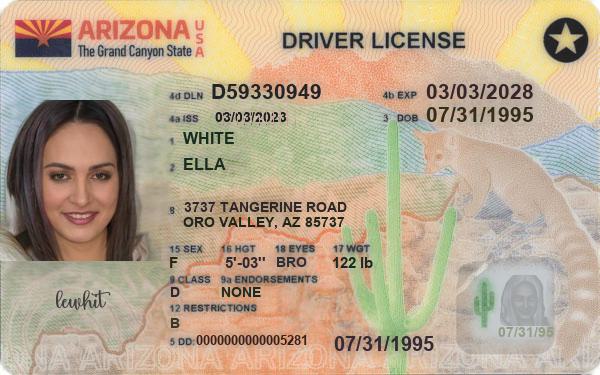 ARIZONA USA
The Grand Canyon State
DRIVER LICENSE
4d DLN D59330949 4b EXP 03/03/2028
4a ISS 03/03/2023 3 DOB 07/31/1995
1 WHITE
2 ELLA
8 3737 TANGERINE ROAD
ORO VALLEY, AZ 85737
15 SEX 16 HGT 18 EYES 17 WGT
F 5'-03" BRO 122 lb
9 CLASS 9a ENDORSEMENTS
D NONE
12 RESTRICTIONS
B
lewhit
5 DD: 0000000000005281 07/31/1995
07/31/95
ARIZONA ARIZONA ARIZONA ARIZONA